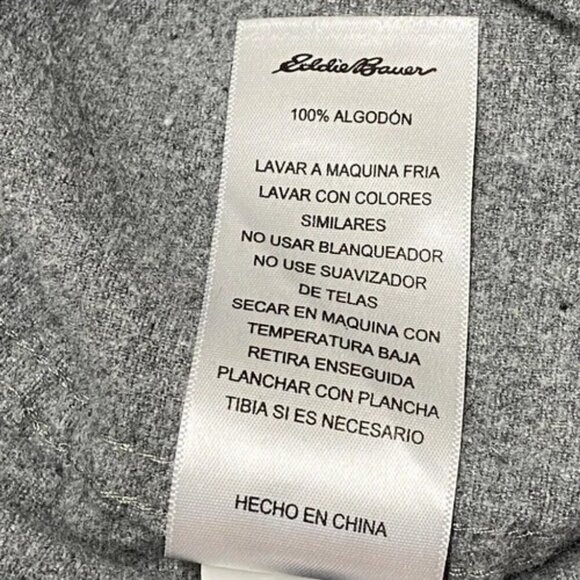 Eddie Bauer
100% ALGODÓN
LAVAR A MAQUINA FRIA
LAVAR CON COLORES
SIMILARES
NO USAR BLANQUEADOR
NO USE SUAVIZADOR
DE TELAS
SECAR EN MAQUINA CON
TEMPERATURA BAJA
RETIRA ENSEGUIDA
PLANCHAR CON PLANCHA
TIBIA SI ES NECESARIO
HECHO EN CHINA